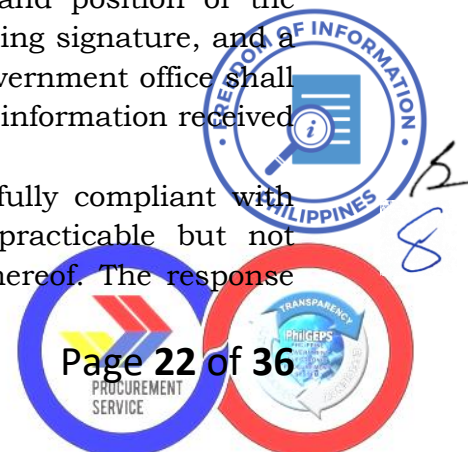 and position of the
ing signature, and a
vernment office shall
information received
fully compliant with
practicable but not
hereof. The response
FREEDOM OF INFORMATION
PHILIPPINES
Page 22 of 36
PROCUREMENT
SERVICE
TRANSPARENCY
PhilGEPS